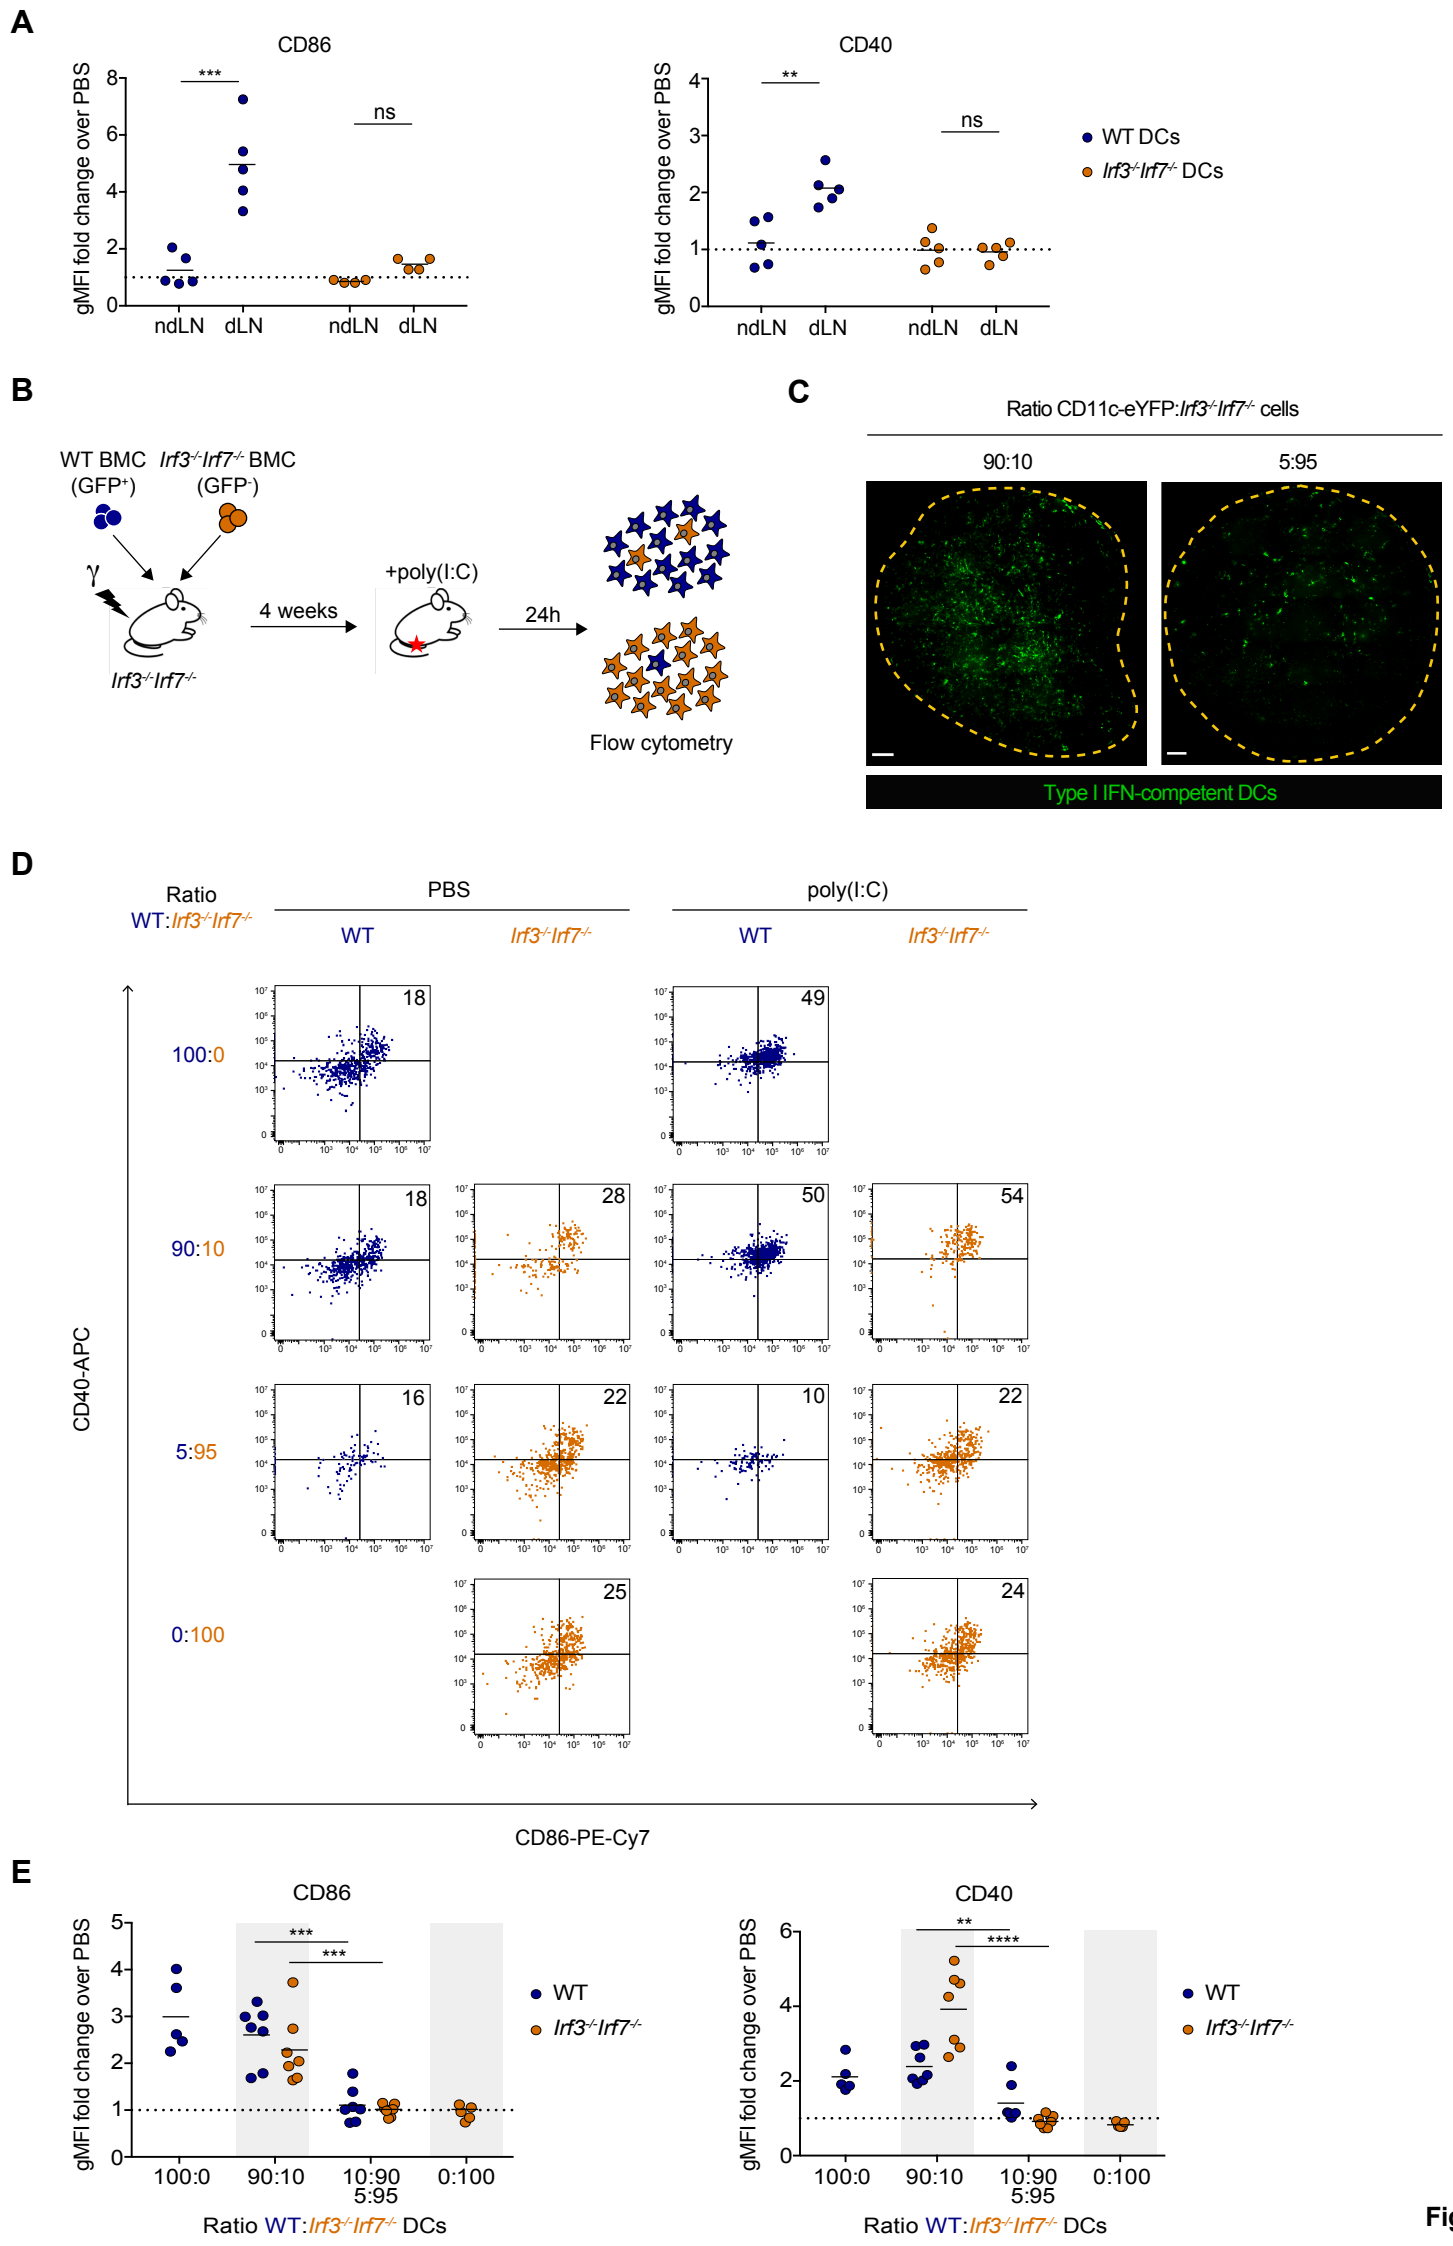 A
CD86
gMFI fold change over PBS
8
6
4
2
0
***
ns
ndLN dLN ndLN dLN
CD40
gMFI fold change over PBS
4
3
2
1
0
**
ns
ndLN dLN ndLN dLN
WT DCs
Irf3-/-Irf7-/- DCs
B
WT BMC Irf3-/-Irf7-/- BMC
(GFP+) (GFP-)
γ
Irf3-/-Irf7-/-
4 weeks
+poly(I:C)
24h
Flow cytometry
C
Ratio CD11c-eYFP:Irf3-/-Irf7-/- cells
90:10 5:95
Type I IFN-competent DCs
D
Ratio
WT:Irf3-/-Irf7-/-
PBS poly(I:C)
WT Irf3-/-Irf7-/- WT Irf3-/-Irf7-/-
100:0 18 49
90:10 18 28 50 54
5:95 16 22 10 22
0:100 25 24
CD40-APC
CD86-PE-Cy7
E
CD86
gMFI fold change over PBS
5
4
3
2
1
0
***
***
100:0 90:10 10:90 0:100
5:95
Ratio WT:Irf3-/-Irf7-/- DCs
WT
Irf3-/-Irf7-/-
CD40
gMFI fold change over PBS
6
4
2
0
**
****
100:0 90:10 10:90 0:100
5:95
Ratio WT:Irf3-/-Irf7-/- DCs
WT
Irf3-/-Irf7-/-